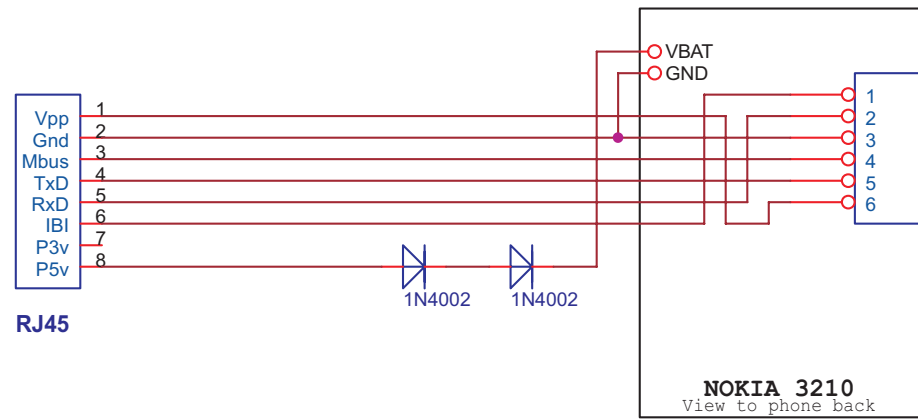 VBAT
GND
Vpp 1
Gnd 2
Mbus 3
TxD 4
RxD 5
IBI 6
P3v 7
P5v 8
1
2
3
4
5
6
1N4002
1N4002
RJ45
NOKIA 3210
View to phone back